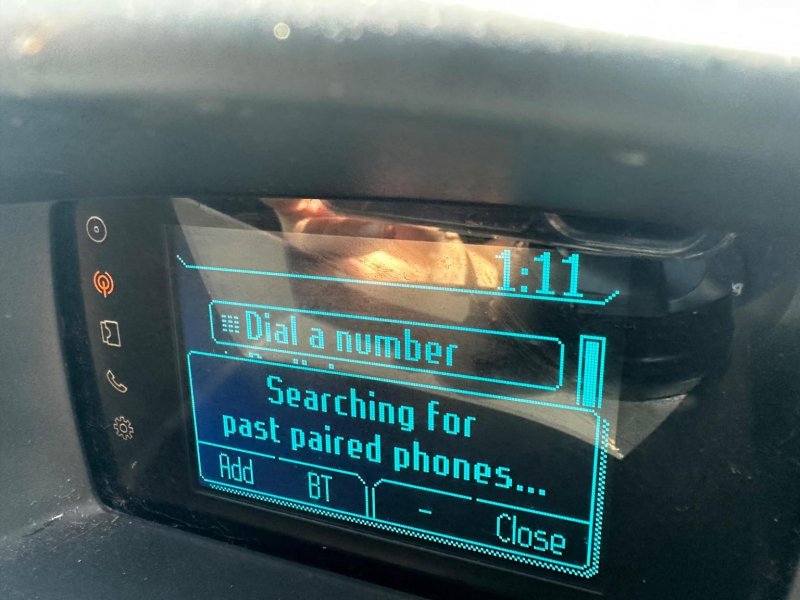 1:11
Dial a number
Searching for
past paired phones...
Add BT - Close